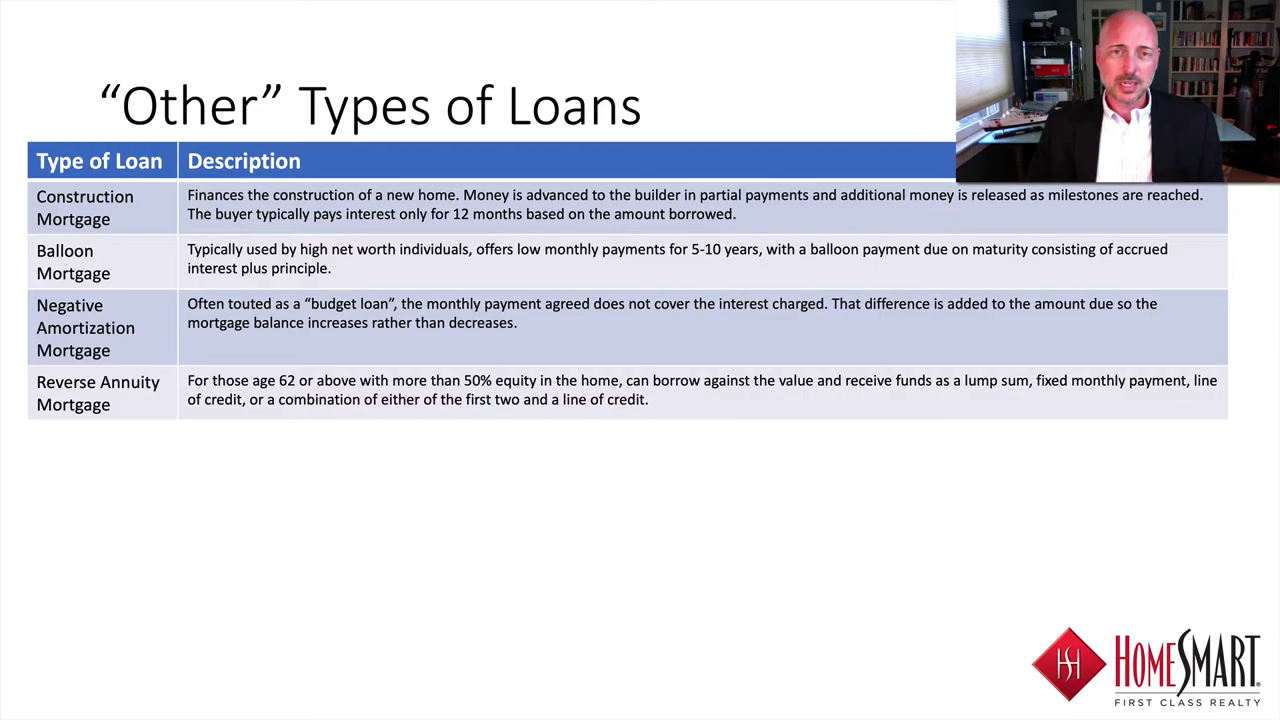 “Other” Types of Loans
Type of Loan
Description
Construction
Mortgage
Finances the construction of a new home. Money is advanced to the builder in partial payments and additional money is released as milestones are reached.
The buyer typically pays interest only for 12 months based on the amount borrowed.
Balloon
Mortgage
Typically used by high net worth individuals, offers low monthly payments for 5-10 years, with a balloon payment due on maturity consisting of accrued
interest plus principle.
Negative
Amortization
Mortgage
Often touted as a “budget loan”, the monthly payment agreed does not cover the interest charged. That difference is added to the amount due so the
mortgage balance increases rather than decreases.
Reverse Annuity
Mortgage
For those age 62 or above with more than 50% equity in the home, can borrow against the value and receive funds as a lump sum, fixed monthly payment, line
of credit, or a combination of either of the first two and a line of credit.
HS HOMESMART®
FIRST CLASS REALTY